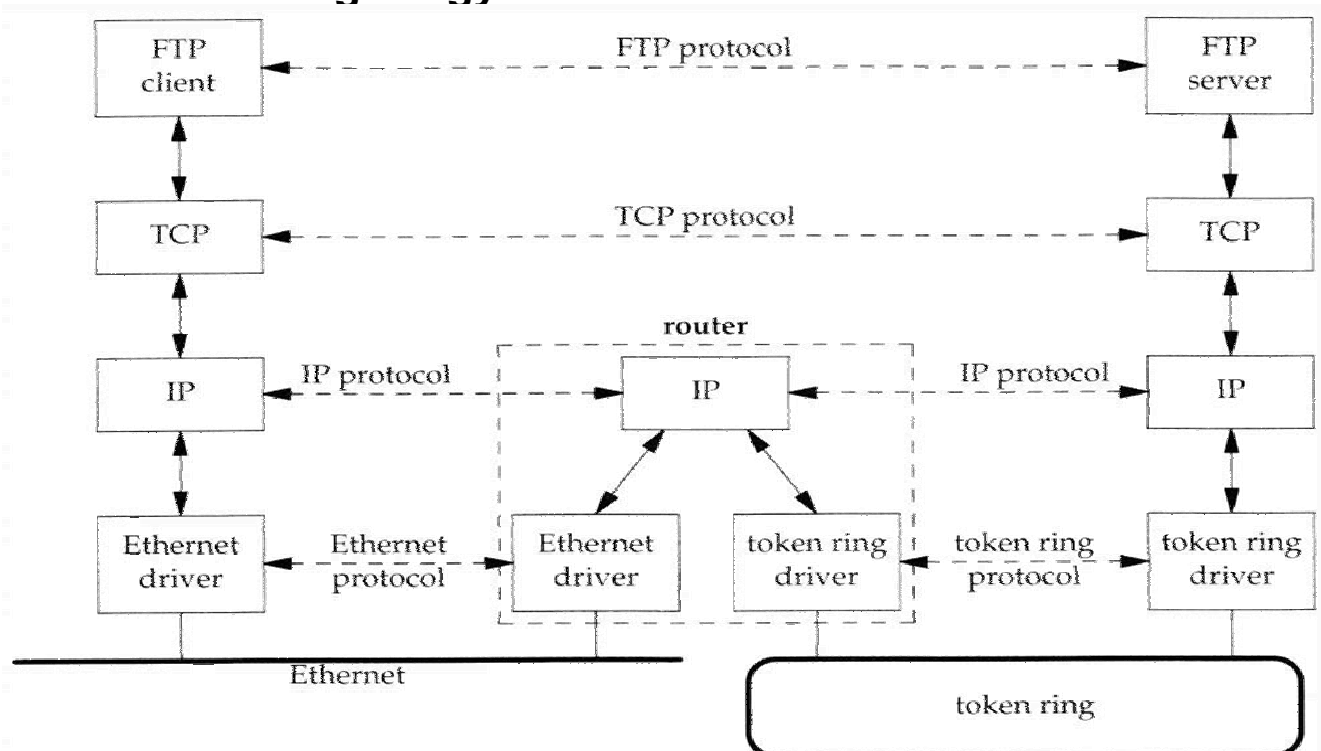 FTP
client
FTP protocol
FTP
server
TCP
TCP protocol
TCP
router
IP
IP protocol
IP
IP protocol
IP
Ethernet
driver
Ethernet
protocol
Ethernet
driver
token ring
driver
token ring
protocol
token ring
driver
Ethernet
token ring